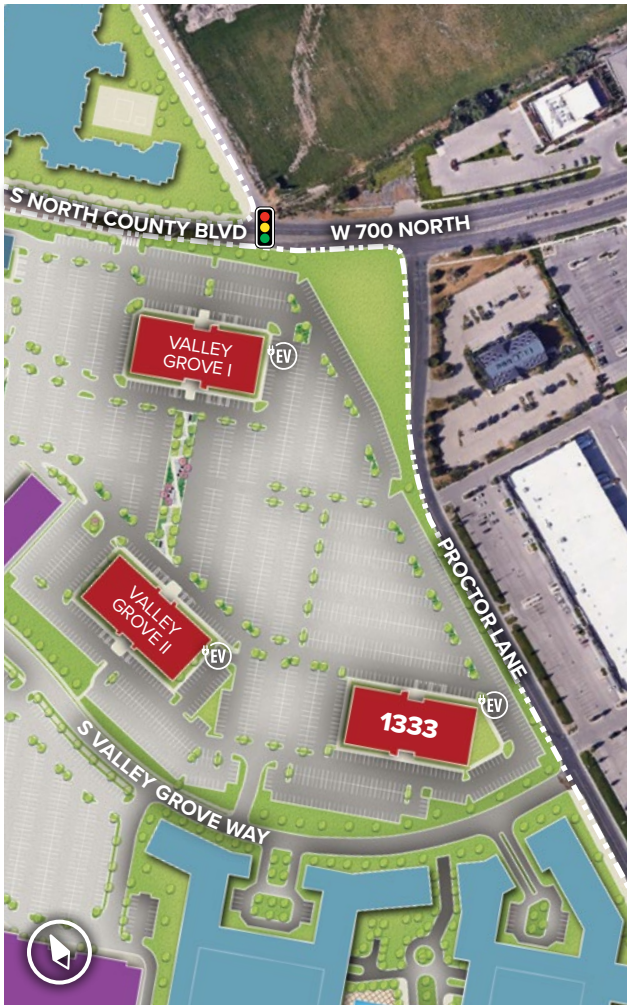 S NORTH COUNTY BLVD
W 700 NORTH
VALLEY
GROVE I
EV
PROCTOR LANE
VALLEY
GROVE II
EV
EV
1333
S VALLEY GROVE WAY